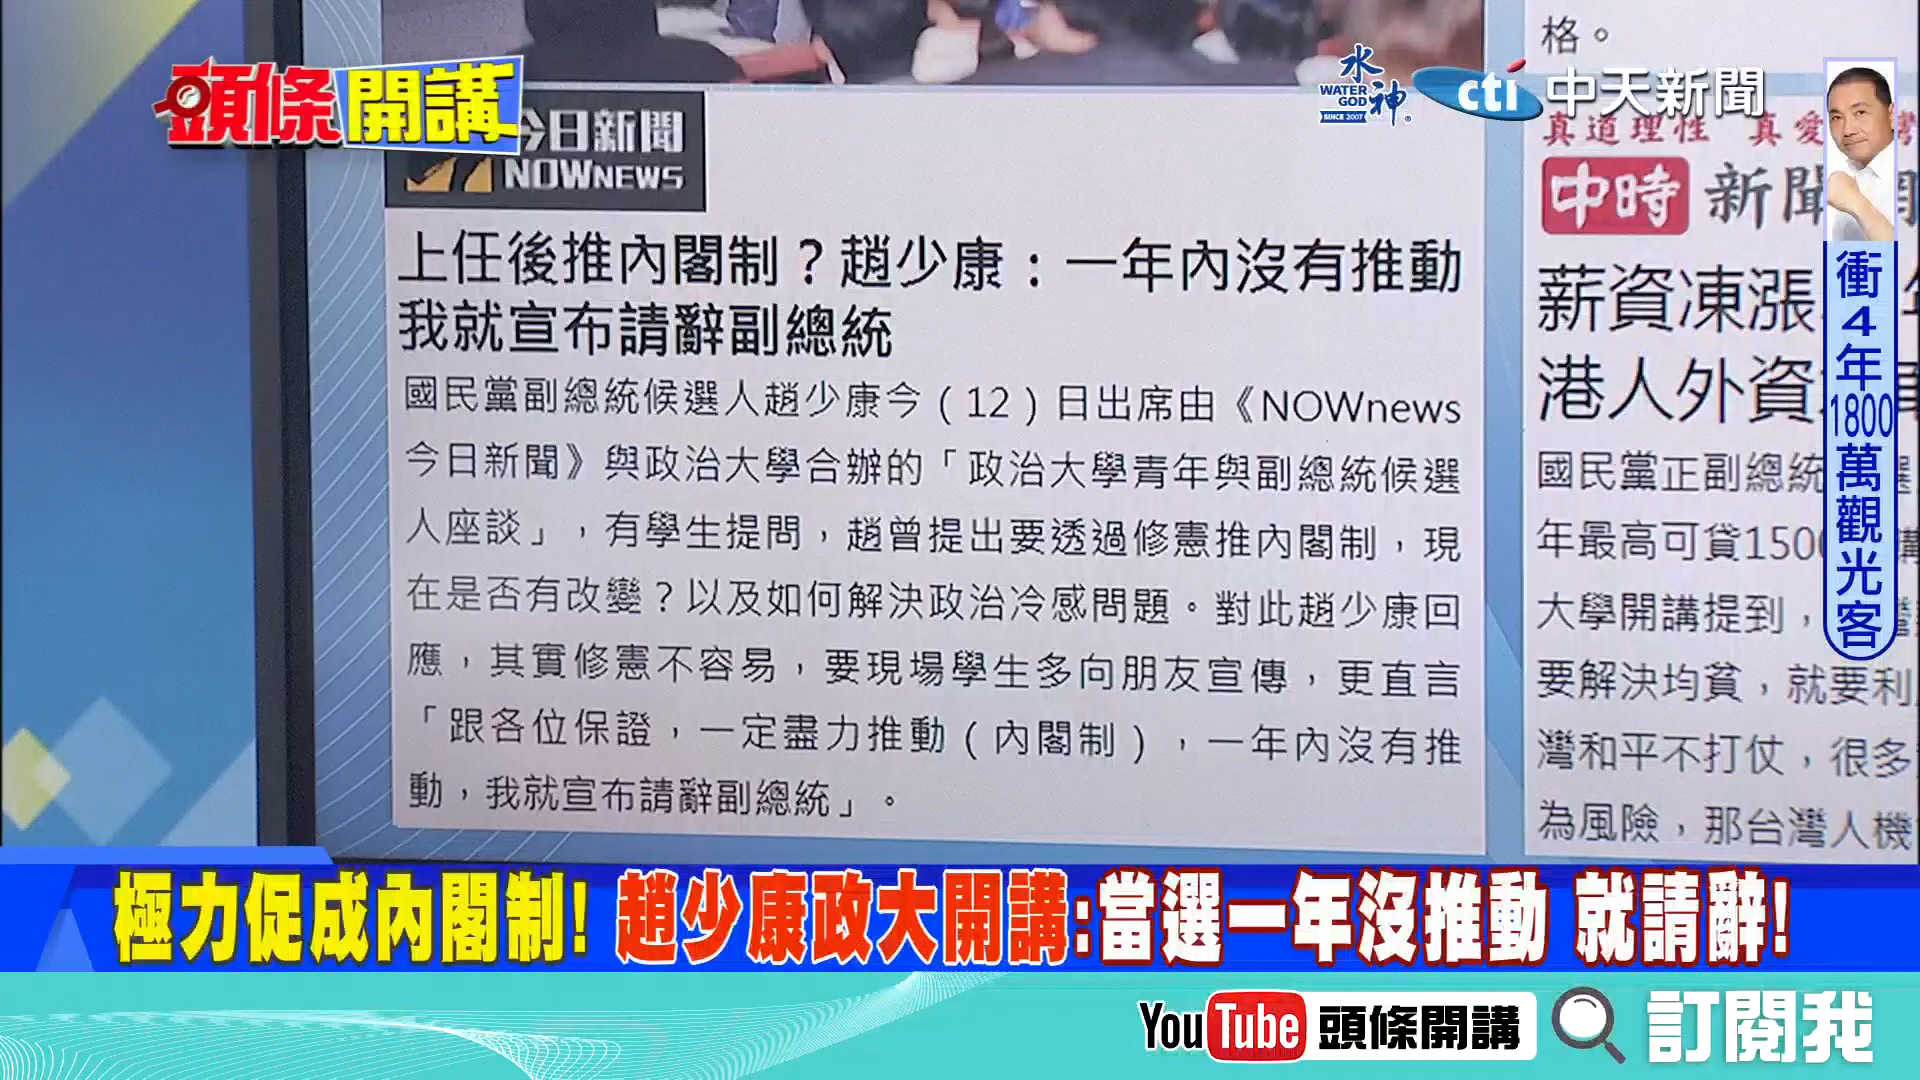 頭條開講
今日新聞
NOWNEWS
上任後推內閣制？趙少康：一年內沒有推動
我就宣布請辭副總統
國民黨副總統候選人趙少康今（12）日出席由《NOWnews
今日新聞》與政治大學合辦的「政治大學青年與副總統候選
人座談」，有學生提問，趙曾提出要透過修憲推內閣制，現
在是否有改變？以及如何解決政治冷感問題。對此趙少康回
應，其實修憲不容易，要現場學生多向朋友宣傳，更直言
「跟各位保證，一定盡力推動（內閣制），一年內沒有推
動，我就宣布請辭副總統」。
水神
WATER GOD
SINCE 2007
cti 中天新聞
格。
真道理性 真愛
中時 新聞
薪資凍漲
港人外資
國民黨正副總統
年最高可貸150
大學開講提到，
要解決均貧，就要利
灣和平不打仗，很多
為風險，那台灣人機
衝4年1800萬觀光客
極力促成內閣制! 趙少康政大開講:當選一年沒推動 就請辭!
YouTube 頭條開講 訂閱我